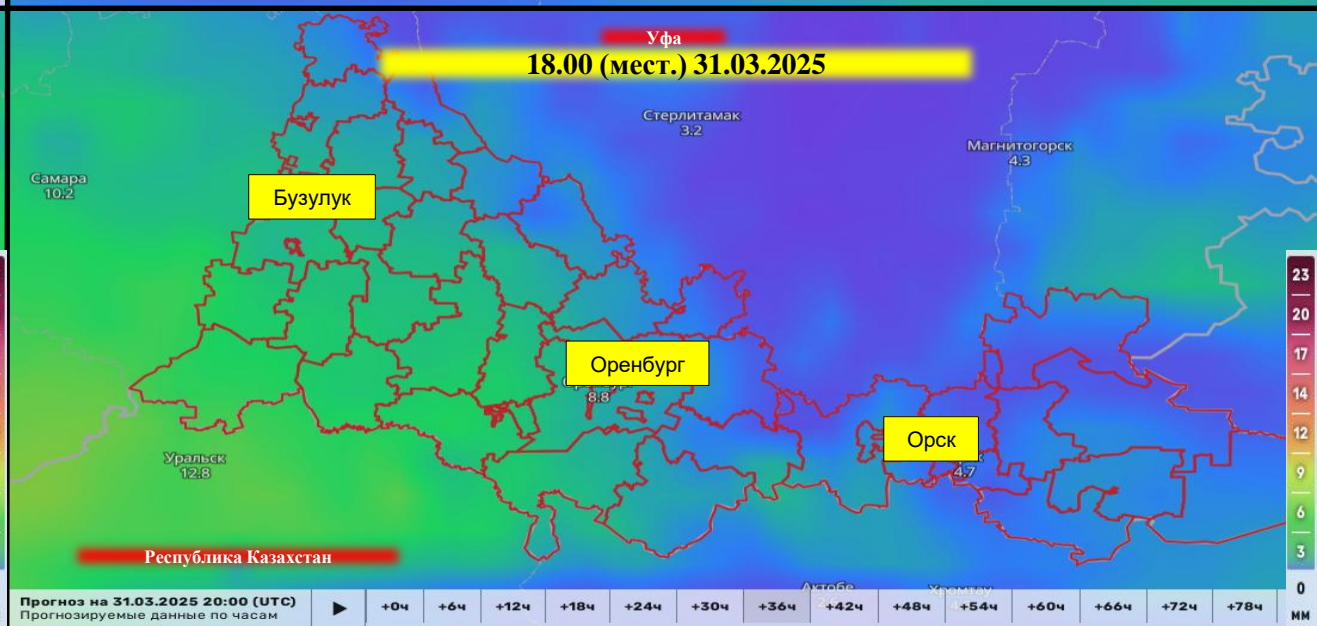 Уфа
18.00 (мест.) 31.03.2025
Стерлитамак
3.2
Магнитогорск
4.3
Самара
10.2
Бузулук
Оренбург
8.8
Орск
4.7
Уральск
12.8
Республика Казахстан
Актобе
Хромтау
23
20
17
14
12
9
6
3
0
мм
Прогноз на 31.03.2025 20:00 (UTC)
Прогнозируемые данные по часам
+0ч +6ч +12ч +18ч +24ч +30ч +36ч +42ч +48ч +54ч +60ч +66ч +72ч +78ч